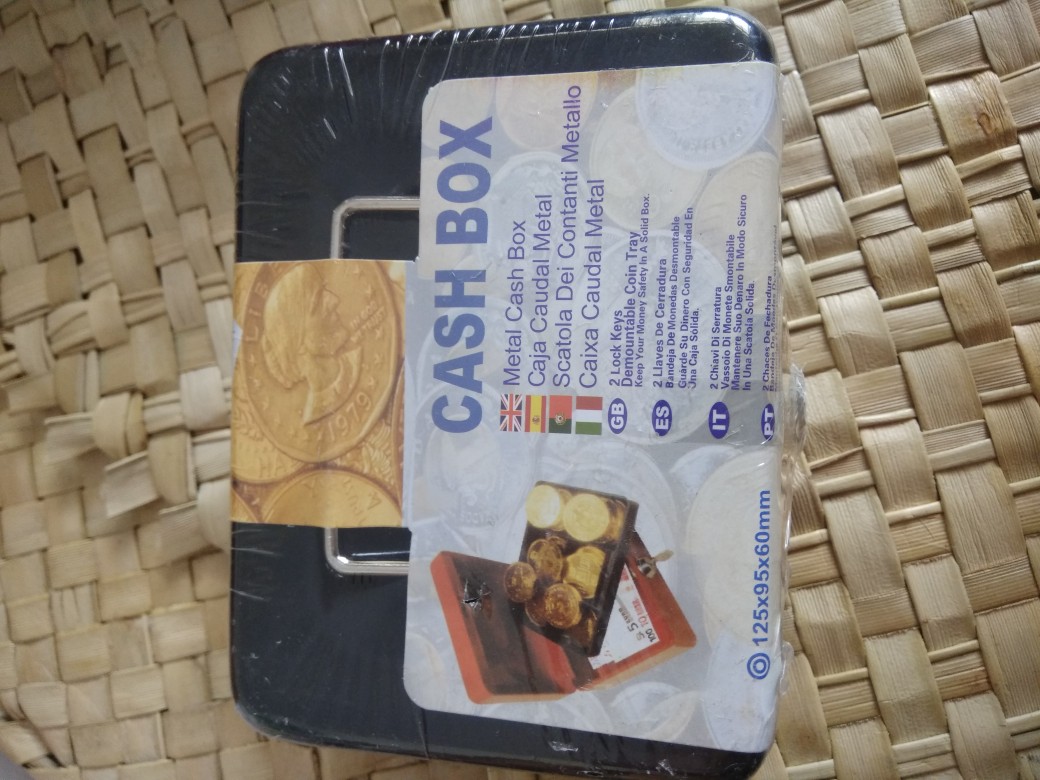 CASH BOX
Metal Cash Box
Caja Caudal Metal
Scatola Dei Contanti Metallo
Caixa Caudal Metal
GB 2 Lock Keys
Demountable Coin Tray
Keep Your Money Safety In A Solid Box.
ES 2 Llaves De Cerradura
Bandeja De Monedes Desmontable
Guarde Su Dinero Con Seguridad En
Una Caja Sólida.
IT 2 Chiavi Di Serratura
Vassoio Di Monete Smontabile
Mantenere Suo Denaro In Modo Sicuro
In Una Scatola Solida.
PT 2 Chaces De Fechadura
125x95x60mm